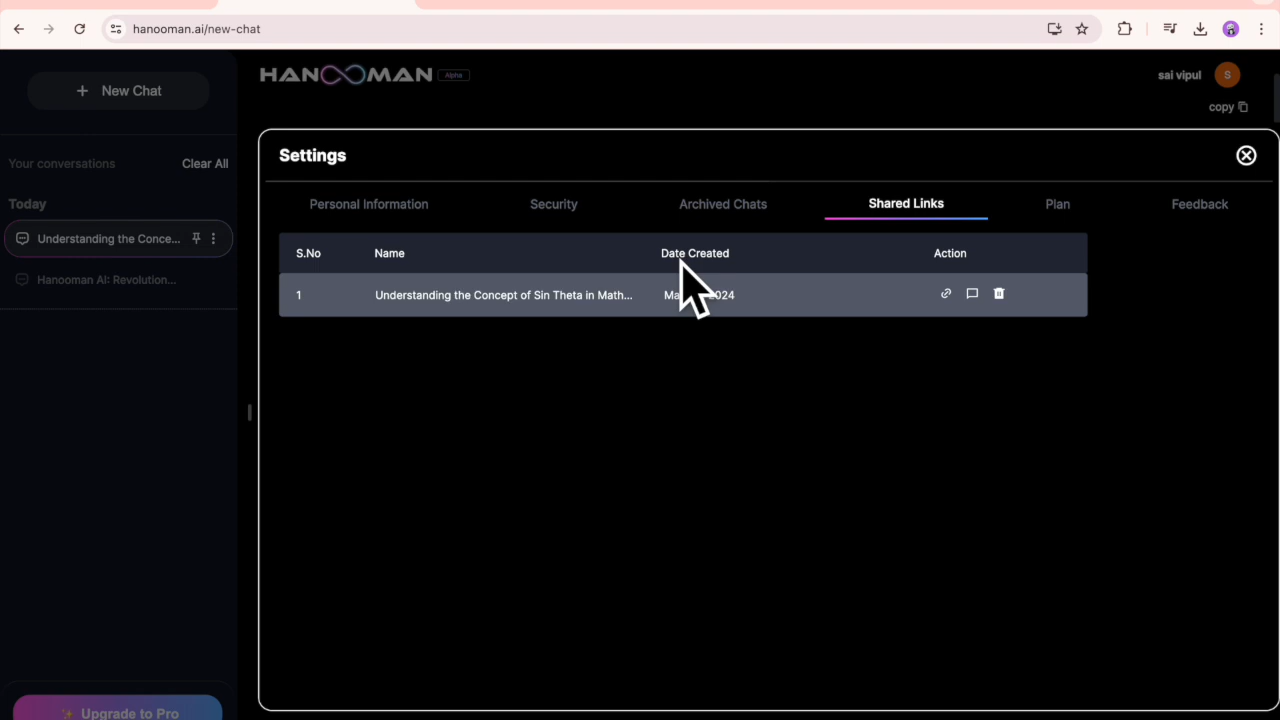 hanooman.ai/new-chat
New Chat
HANOOMAN Alpha
sai vipul S
copy
Your conversations Clear All
Today
Understanding the Conce...
Hanooman AI: Revolution...
Upgrade to Pro
Settings
Personal Information Security Archived Chats Shared Links Plan Feedback
S.No Name Date Created Action
1 Understanding the Concept of Sin Theta in Math... 2024